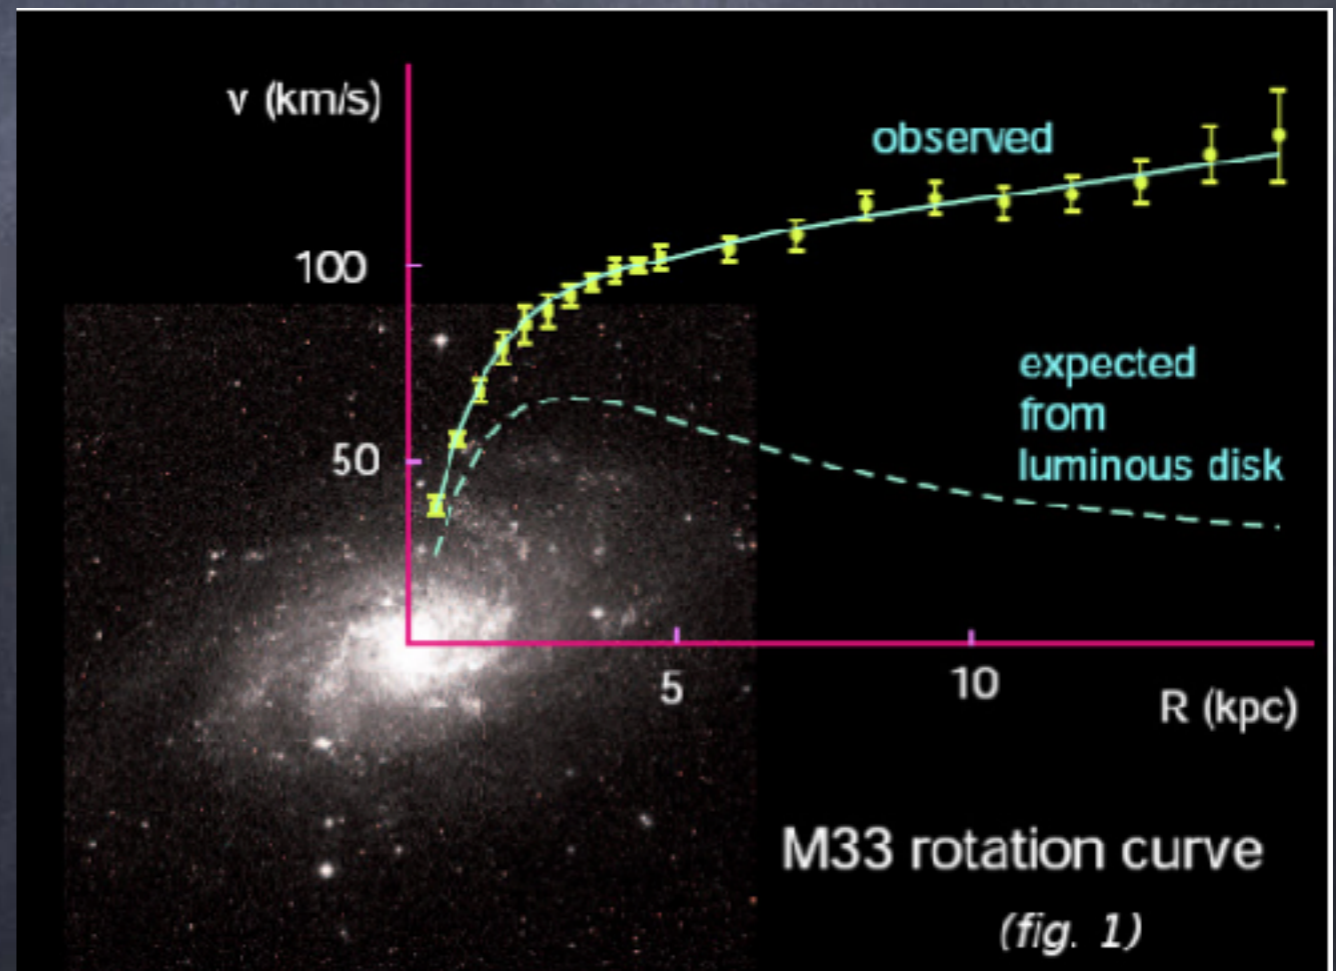 v (km/s)
observed
100
expected
from
luminous disk
50
5
10
R (kpc)
M33 rotation curve
(fig. 1)